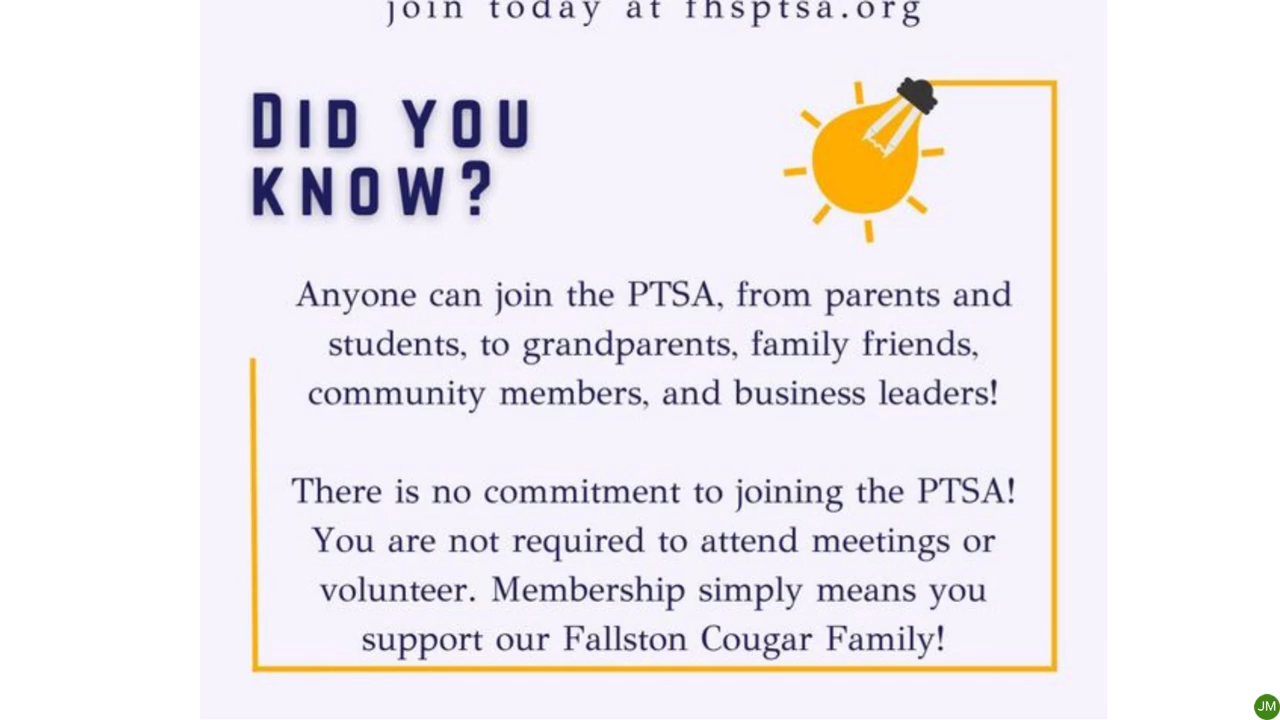 join today at fhsptsa.org
DID YOU
KNOW?
Anyone can join the PTSA, from parents and
students, to grandparents, family friends,
community members, and business leaders!
There is no commitment to joining the PTSA!
You are not required to attend meetings or
volunteer. Membership simply means you
support our Fallston Cougar Family!
JM